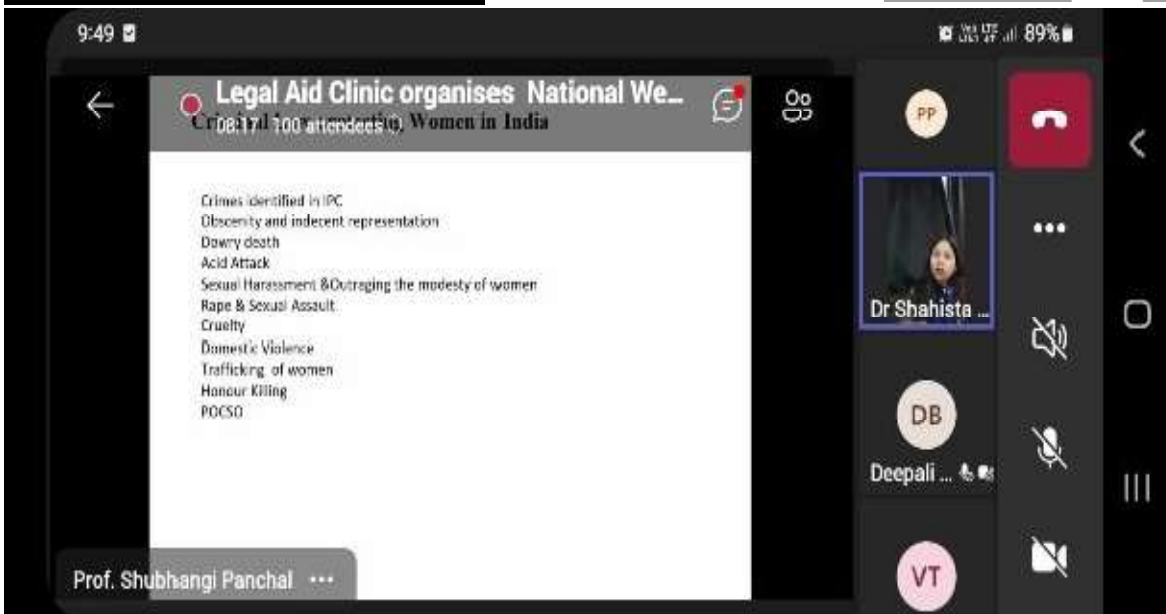 9:49
89%
Legal Aid Clinic organises National We...
Women in India
08:17 100 attendees
Crimes identified in IPC
Obscenity and indecent representation
Dowry death
Acid Attack
Sexual Harassment &Outraging the modesty of women
Rape & Sexual Assault
Cruelty
Domestic Violence
Trafficking of women
Honour Killing
POCSO
Prof. Shubhangi Panchal ...
PP
Dr Shahista ...
DB
Deepali ...
VT